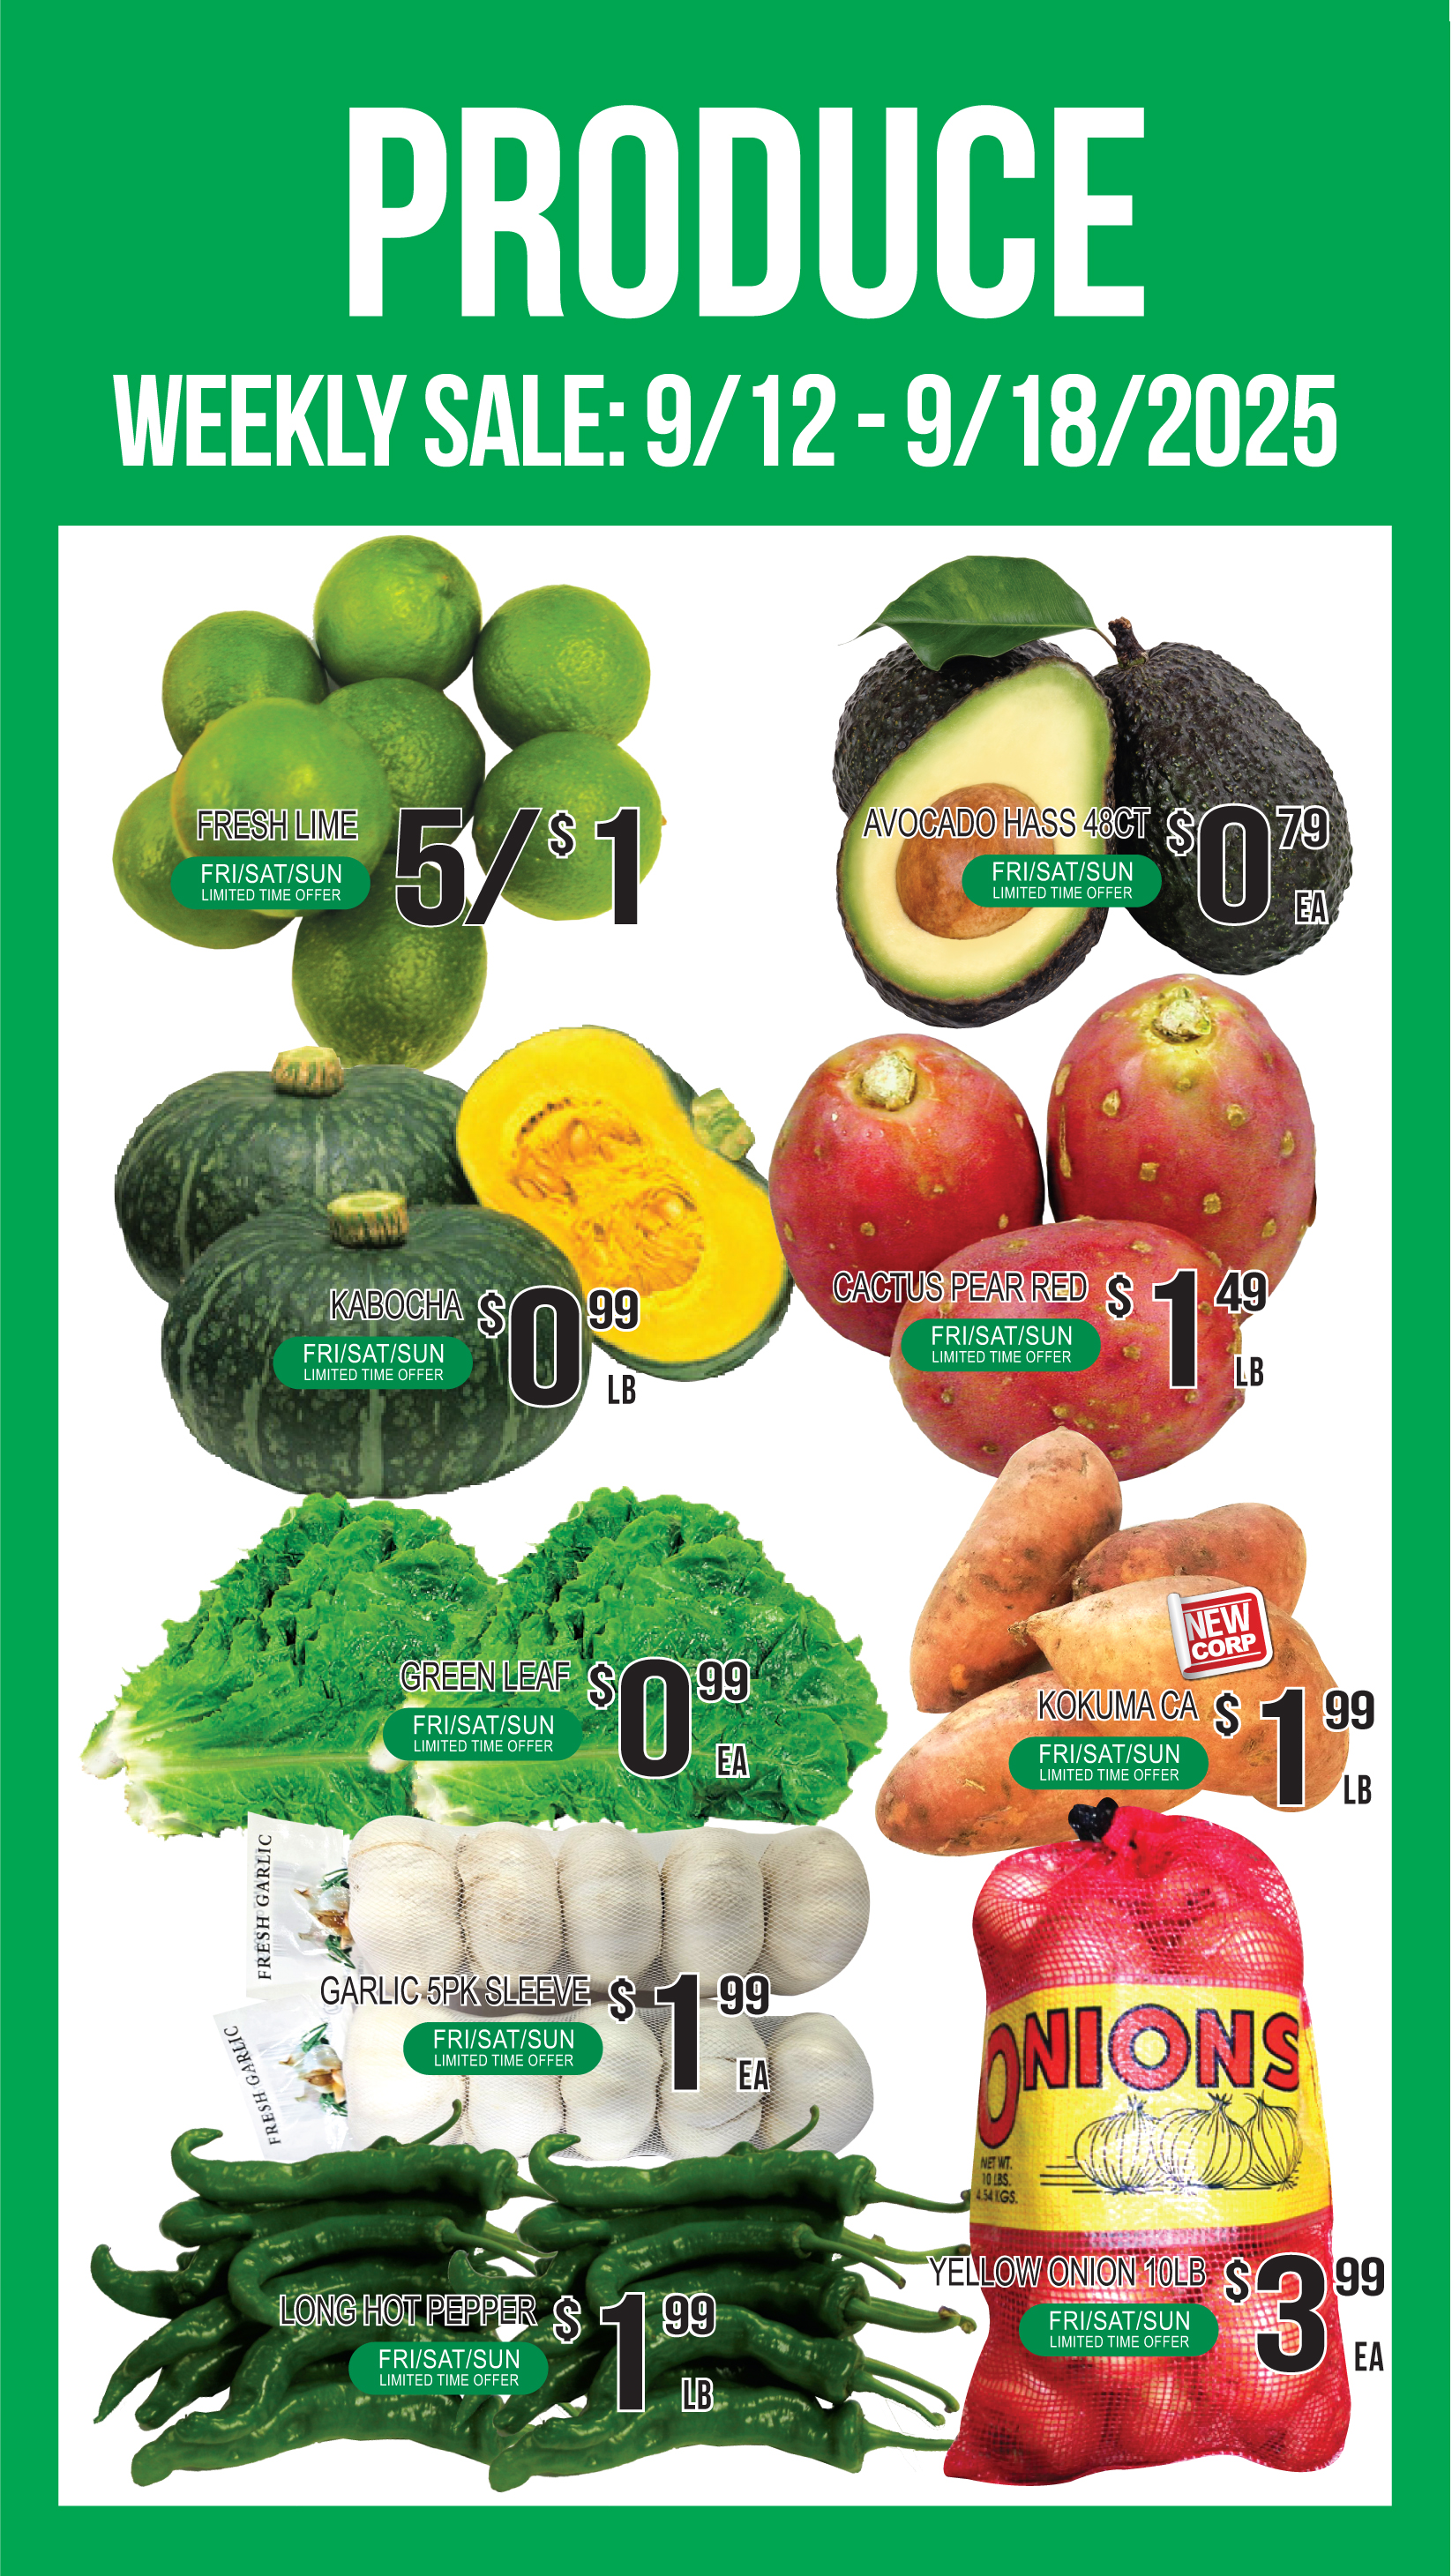 PRODUCE
WEEKLY SALE: 9/12 - 9/18/2025
FRESH LIME 5/$1
FRI/SAT/SUN
LIMITED TIME OFFER
AVOCADO HASS 48CT $0 79 EA
FRI/SAT/SUN
LIMITED TIME OFFER
KABOCHA $0 99 LB
FRI/SAT/SUN
LIMITED TIME OFFER
CACTUS PEAR RED $1 49 LB
FRI/SAT/SUN
LIMITED TIME OFFER
GREEN LEAF $0 99 EA
FRI/SAT/SUN
LIMITED TIME OFFER
NEW
CORP
KOKUMA CA $1 99 LB
FRI/SAT/SUN
LIMITED TIME OFFER
FRESH GARLIC
GARLIC 5PK SLEEVE $1 99 EA
FRI/SAT/SUN
LIMITED TIME OFFER
FRESH GARLIC
ONIONS
NET WT.
10 LBS.
4.54 KGS.
LONG HOT PEPPER $1 99 LB
FRI/SAT/SUN
LIMITED TIME OFFER
YELLOW ONION 10LB $3 99 EA
FRI/SAT/SUN
LIMITED TIME OFFER